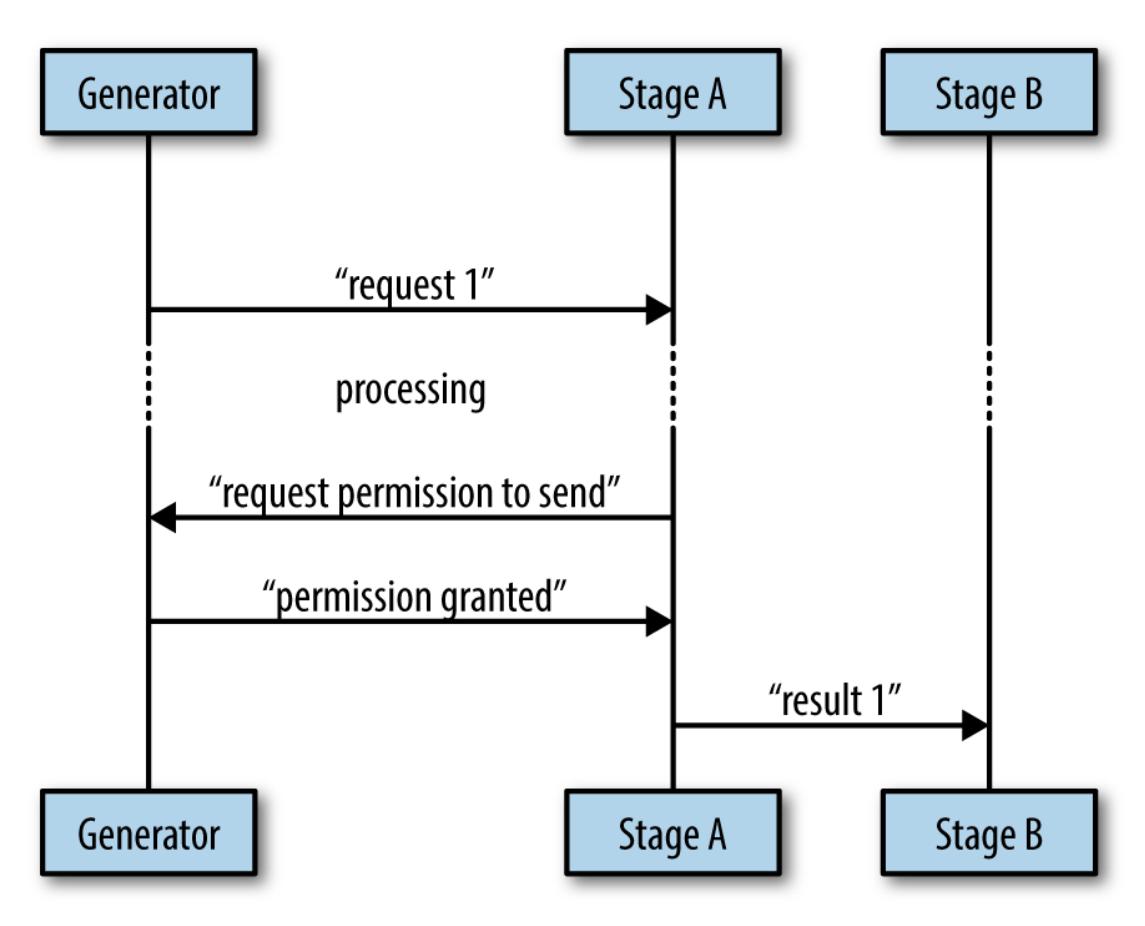 Generator
Stage A
Stage B
“request 1”
processing
“request permission to send”
“permission granted”
“result 1”
Generator
Stage A
Stage B